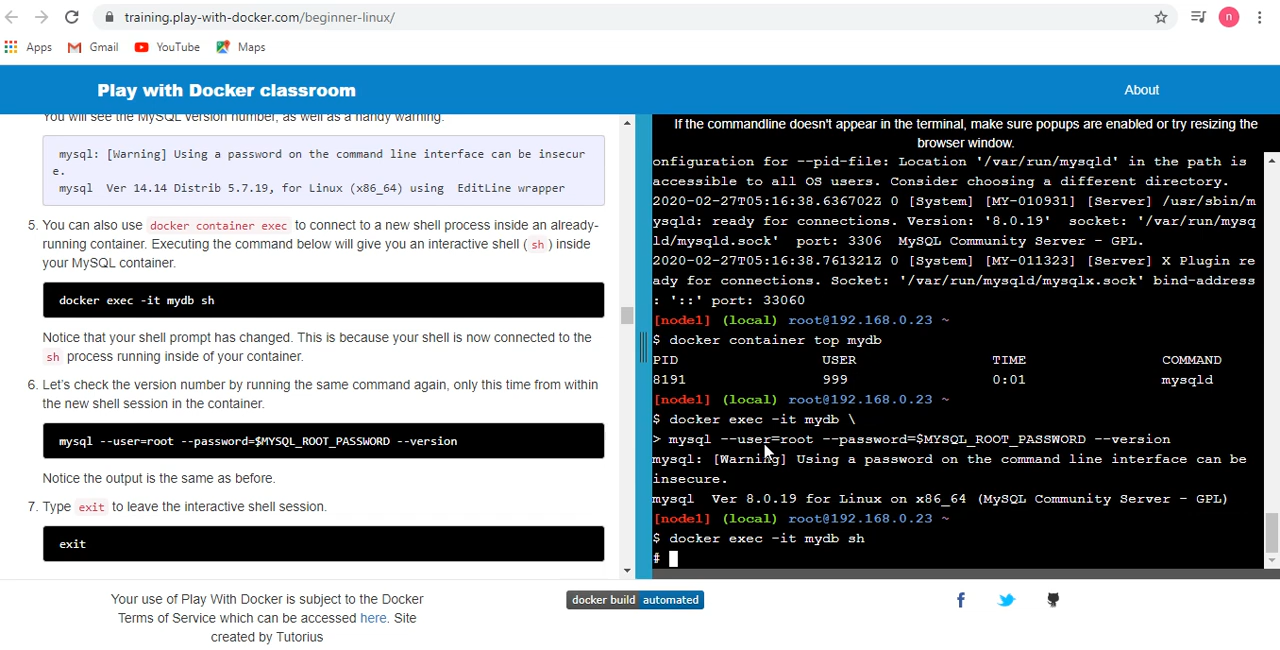 training.play-with-docker.com/beginner-linux/
n
Apps Gmail YouTube Maps
Play with Docker classroom
About
You will see the MySQL version number, as well as a handy warning.
mysql: [Warning] Using a password on the command line interface can be insecur
e.
mysql Ver 14.14 Distrib 5.7.19, for Linux (x86_64) using EditLine wrapper
5. You can also use docker container exec to connect to a new shell process inside an already-
running container. Executing the command below will give you an interactive shell ( sh ) inside
your MySQL container.
docker exec -it mydb sh
Notice that your shell prompt has changed. This is because your shell is now connected to the
sh process running inside of your container.
6. Let's check the version number by running the same command again, only this time from within
the new shell session in the container.
mysql --user=root --password=$MYSQL_ROOT_PASSWORD --version
Notice the output is the same as before.
7. Type exit to leave the interactive shell session.
exit
If the commandline doesn't appear in the terminal, make sure popups are enabled or try resizing the
browser window.
onfiguration for --pid-file: Location '/var/run/mysqld' in the path is
accessible to all OS users. Consider choosing a different directory.
2020-02-27T05:16:38.636702Z 0 [System] [MY-010931] [Server] /usr/sbin/m
ysqld: ready for connections. Version: '8.0.19' socket: '/var/run/mysq
ld/mysqld.sock' port: 3306 MySQL Community Server - GPL.
2020-02-27T05:16:38.761321Z 0 [System] [MY-011323] [Server] X Plugin re
ady for connections. Socket: '/var/run/mysqld/mysqlx.sock' bind-address
: '::' port: 33060
[node1] (local) root@192.168.0.23 ~
$ docker container top mydb
PID USER TIME COMMAND
8191 999 0:01 mysqld
[node1] (local) root@192.168.0.23 ~
$ docker exec -it mydb \
> mysql --user=root --password=$MYSQL_ROOT_PASSWORD --version
mysql: [Warning] Using a password on the command line interface can be
insecure.
mysql Ver 8.0.19 for Linux on x86_64 (MySQL Community Server - GPL)
[node1] (local) root@192.168.0.23 ~
$ docker exec -it mydb sh
#
Your use of Play With Docker is subject to the Docker
Terms of Service which can be accessed here. Site
created by Tutorius
docker build automated